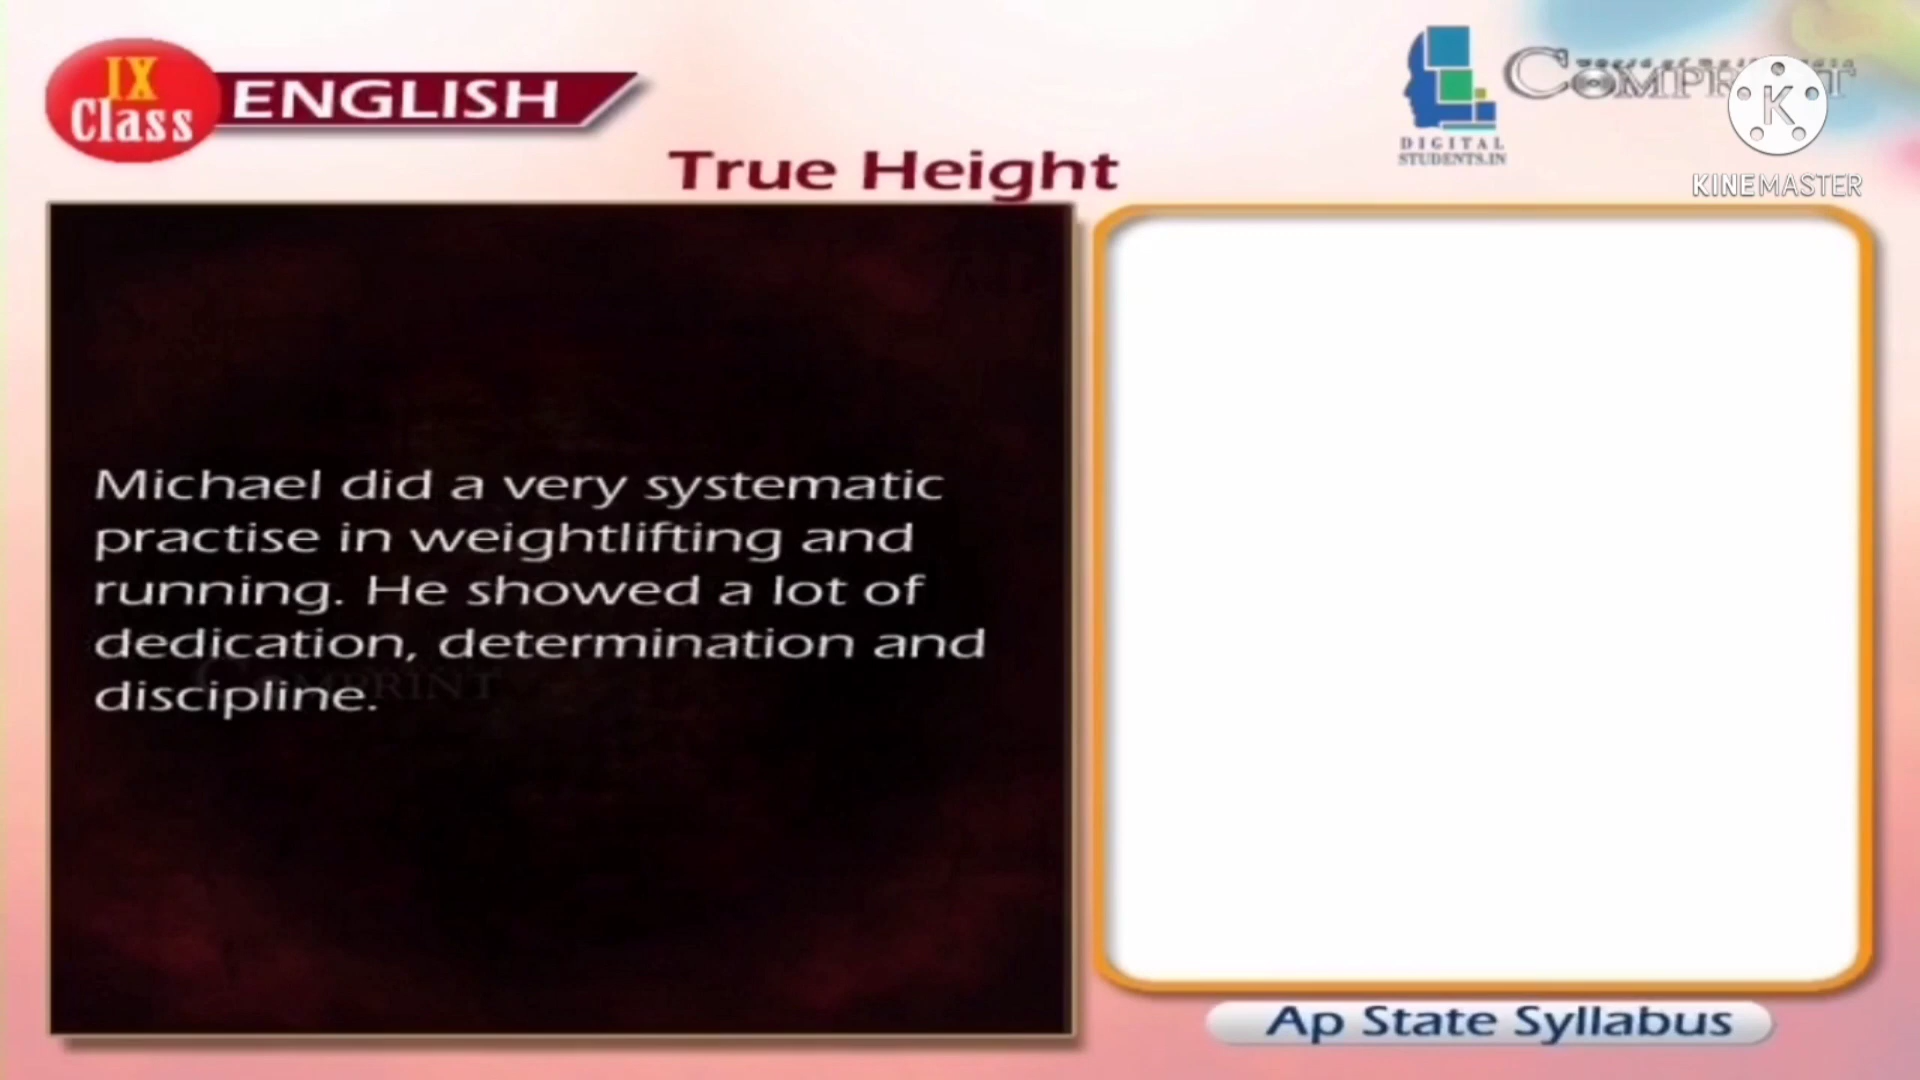 IX
Class
ENGLISH
DIGITAL
STUDENTS.IN
KINEMASTER
True Height
Michael did a very systematic
practise in weightlifting and
running. He showed a lot of
dedication, determination and
discipline.
COMPRINT
Ap State Syllabus